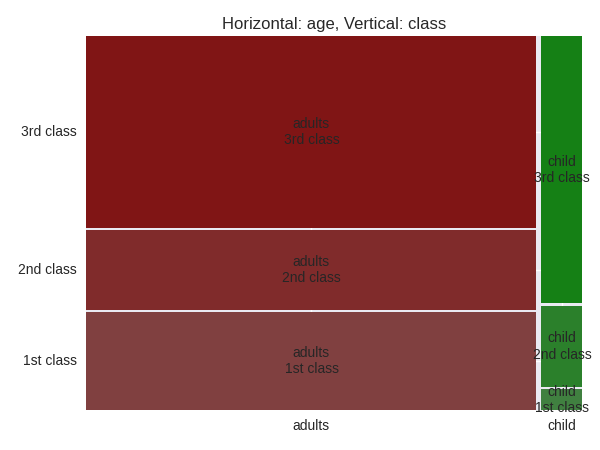 Horizontal: age, Vertical: class
3rd class
adults
3rd class
child
3rd class
2nd class
adults
2nd class
child
2nd class
1st class
adults
1st class
child
1st class
adults
child